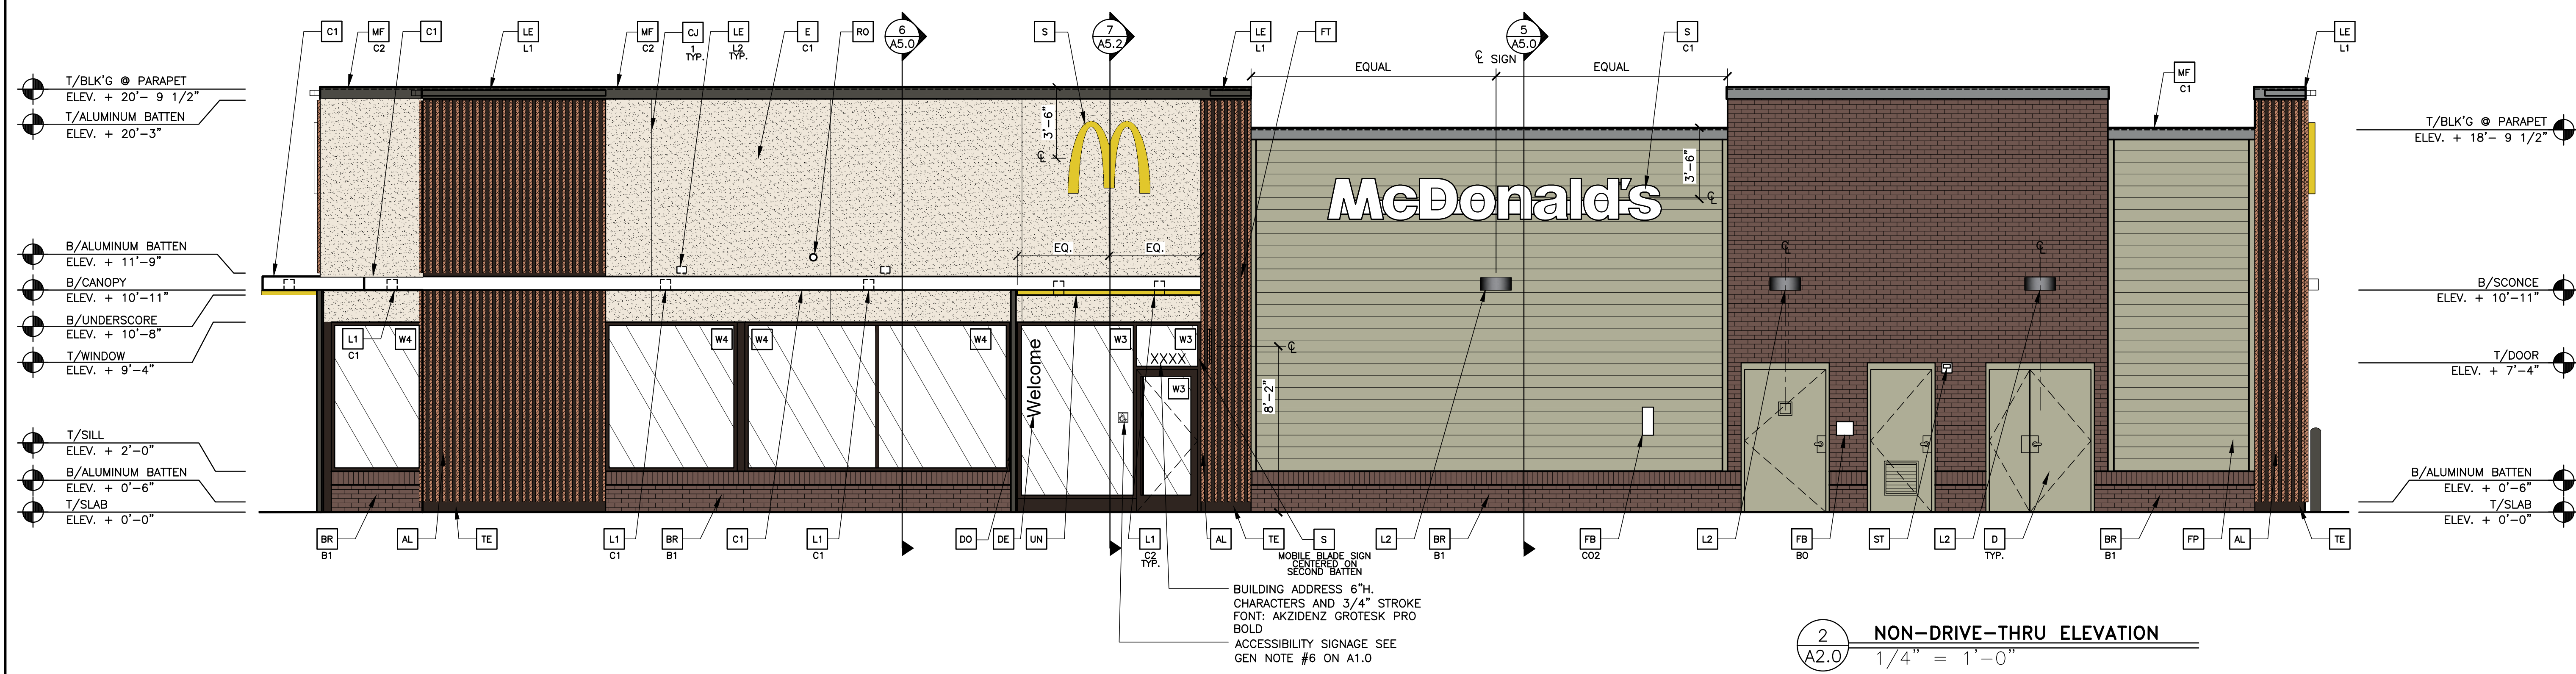 C1
MF
C2
C1
LE
L1
MF
C2
CJ
1
TYP.
LE
L2
TYP.
E
C1
RO
6
A5.0
S
7
A5.2
LE
L1
FT
EQUAL
℄ SIGN
5
A5.0
EQUAL
S
C1
MF
C1
LE
L1
T/BLK'G @ PARAPET
ELEV. + 20'- 9 1/2"
T/ALUMINUM BATTEN
ELEV. + 20'-3"
B/ALUMINUM BATTEN
ELEV. + 11'-9"
B/CANOPY
ELEV. + 10'-11"
B/UNDERSCORE
ELEV. + 10'-8"
T/WINDOW
ELEV. + 9'-4"
T/SILL
ELEV. + 2'-0"
B/ALUMINUM BATTEN
ELEV. + 0'-6"
T/SLAB
ELEV. + 0'-0"
3'-6"
℄
EQ.
EQ.
McDonald's
3'-6"
℄
℄
℄
L1
C1
W4
W4
W4
W4
Welcome
W3
W3
XXXX
W3
℄
8'-2"
T/BLK'G @ PARAPET
ELEV. + 18'- 9 1/2"
B/SCONCE
ELEV. + 10'-11"
T/DOOR
ELEV. + 7'-4"
B/ALUMINUM BATTEN
ELEV. + 0'-6"
T/SLAB
ELEV. + 0'-0"
BR
B1
AL
TE
L1
C1
BR
B1
C1
L1
C1
DO
DE
UN
L1
C2
TYP.
AL
TE
S
MOBILE BLADE SIGN
CENTERED ON
SECOND BATTEN
L2
BR
B1
FB
CO2
L2
FB
BO
ST
L2
D
TYP.
BR
B1
FP
AL
TE
BUILDING ADDRESS 6"H.
CHARACTERS AND 3/4" STROKE
FONT: AKZIDENZ GROTESK PRO
BOLD
ACCESSIBILITY SIGNAGE SEE
GEN NOTE #6 ON A1.0
2
A2.0
NON-DRIVE-THRU ELEVATION
1/4" = 1'-0"